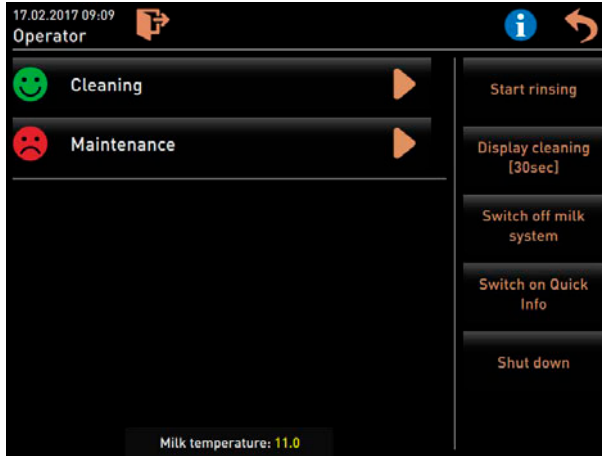 17.02.2017 09:09
Operator
Cleaning
Maintenance
Start rinsing
Display cleaning
[30sec]
Switch off milk
system
Switch on Quick
Info
Shut down
Milk temperature: 11.0